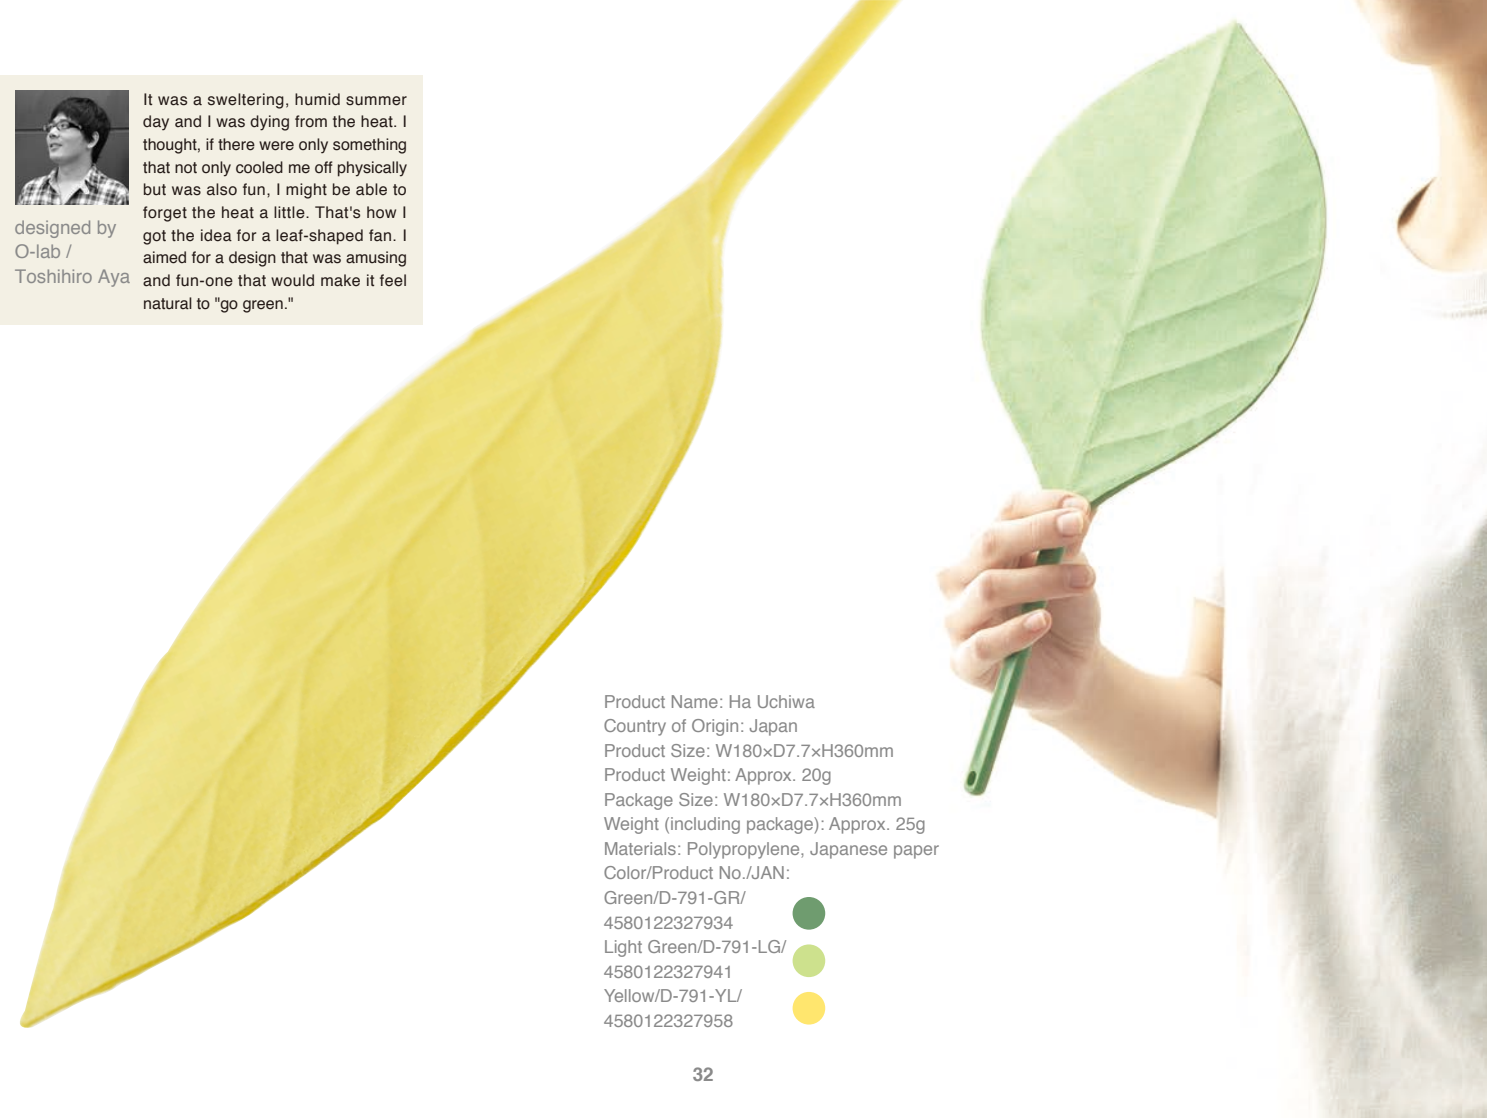 It was a sweltering, humid summer
day and I was dying from the heat. I
thought, if there were only something
that not only cooled me off physically
but was also fun, I might be able to
forget the heat a little. That's how I
got the idea for a leaf-shaped fan. I
aimed for a design that was amusing
and fun-one that would make it feel
natural to "go green."
designed by
O-lab /
Toshihiro Aya
Product Name: Ha Uchiwa
Country of Origin: Japan
Product Size: W180×D7.7×H360mm
Product Weight: Approx. 20g
Package Size: W180×D7.7×H360mm
Weight (including package): Approx. 25g
Materials: Polypropylene, Japanese paper
Color/Product No./JAN:
Green/D-791-GR/
4580122327934
Light Green/D-791-LG/
4580122327941
Yellow/D-791-YL/
4580122327958
32